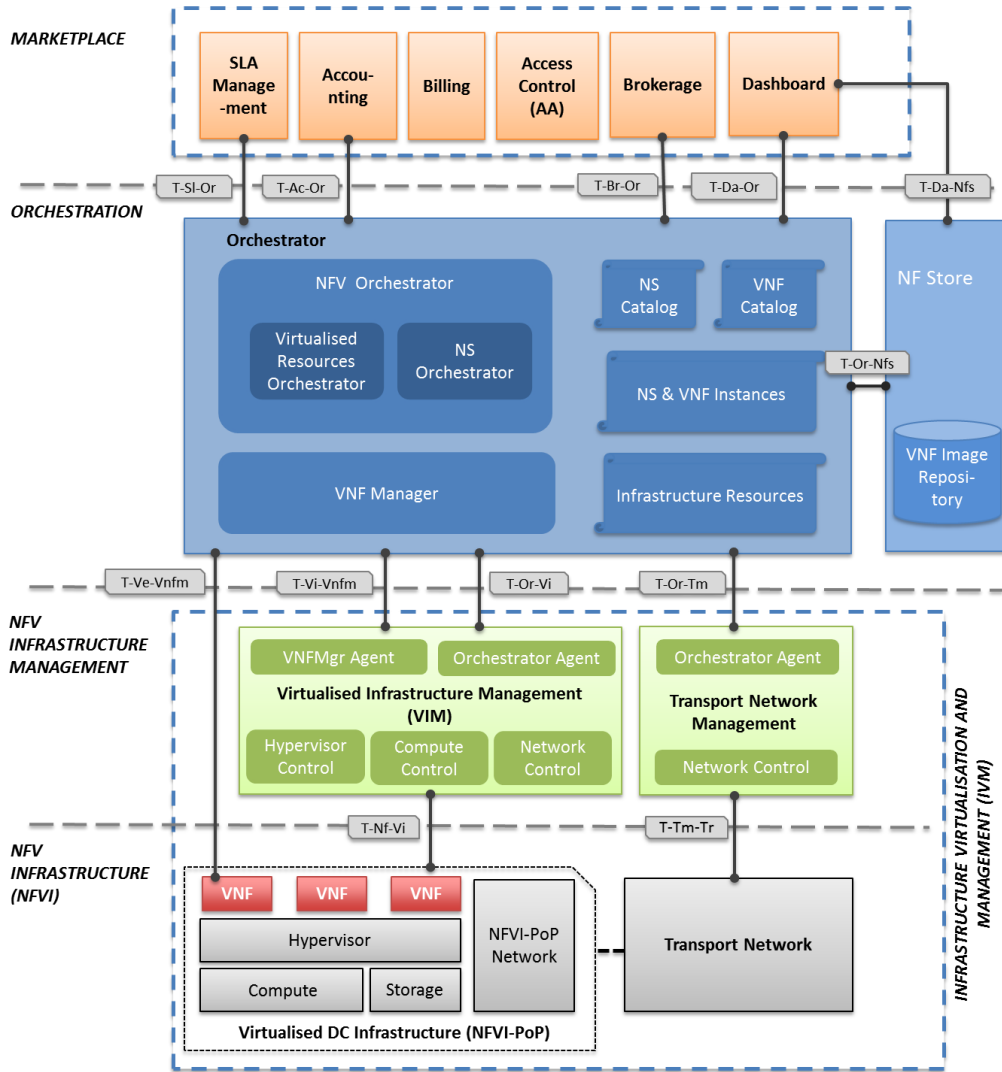 MARKETPLACE
SLA
Manage
-ment
Accou-
nting
Billing
Access
Control
(AA)
Brokerage
Dashboard
T-Sl-Or
T-Ac-Or
T-Br-Or
T-Da-Or
T-Da-Nfs
ORCHESTRATION
Orchestrator
NFV Orchestrator
Virtualised
Resources
Orchestrator
NS
Orchestrator
NS
Catalog
VNF
Catalog
NF Store
T-Or-Nfs
NS & VNF Instances
VNF Manager
Infrastructure Resources
VNF Image
Reposi-
tory
T-Ve-Vnfm
T-Vi-Vnfm
T-Or-Vi
T-Or-Tm
NFV
INFRASTRUCTURE
MANAGEMENT
VNFMgr Agent
Orchestrator Agent
Virtualised Infrastructure Management
(VIM)
Hypervisor
Control
Compute
Control
Network
Control
Orchestrator Agent
Transport Network
Management
Network Control
INFRASTRUCTURE VIRTUALISATION AND
MANAGEMENT (IVM)
T-Nf-Vi
T-Tm-Tr
NFV
INFRASTRUCTURE
(NFVI)
VNF
VNF
VNF
Hypervisor
Compute
Storage
NFVI-PoP
Network
Virtualised DC Infrastructure (NFVI-PoP)
Transport Network